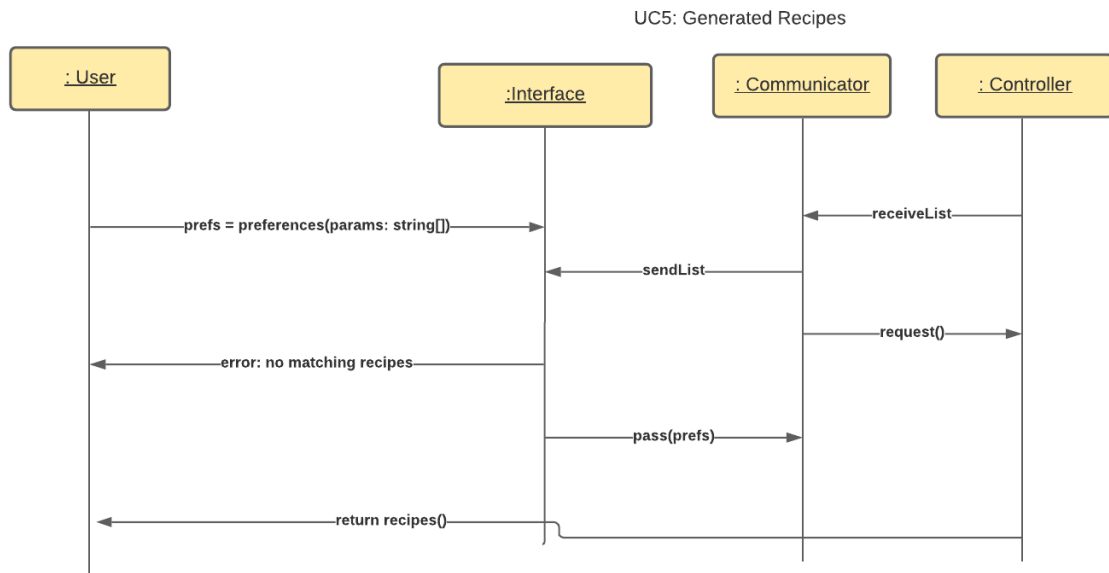 UC5: Generated Recipes
: User
:Interface
: Communicator
: Controller
receiveList
prefs = preferences(params: string[])
sendList
request()
error: no matching recipes
pass(prefs)
return recipes()